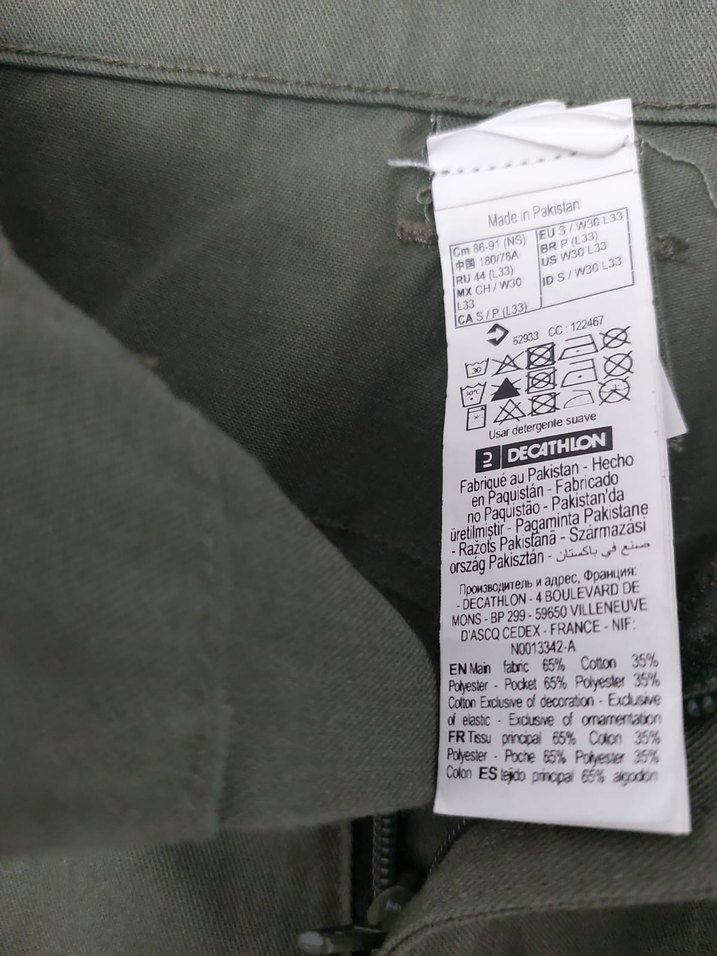 Made in Pakistan
Cm 86-91 (NS)
中国 180/76A
RU 44 (L33)
MX CH / W30
L33
CA S / P (L33)
EU S / W30 L33
BR P (L33)
US W30 L33
ID S / W30 L33
62933 CC : 122467
30
30°C
Usar detergente suave
DECATHLON
Fabriqué au Pakistan - Hecho
en Paquistán - Fabricado
no Paquistão - Pakistan'da
üretilmiştir - Pagaminta Pakistane
- Ražots Pakistānā - Származási
ország Pakisztán - صنع في باكستان
Производитель и адрес, Франция:
- DECATHLON - 4 BOULEVARD DE
MONS - BP 299 - 59650 VILLENEUVE
D'ASCQ CEDEX - FRANCE - NIF:
N0013342-A
EN Main fabric 65% Cotton 35%
Polyester - Pocket 65% Polyester 35%
Cotton Exclusive of decoration - Exclusive
of elastic - Exclusive of ornamentation
FR Tissu principal 65% Coton 35%
Polyester - Poche 65% Polyester 35%
Coton ES tejido principal 65% algodón